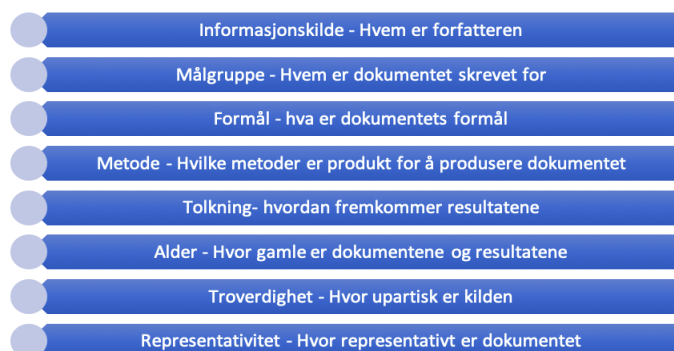 Informasjonskilde - Hvem er forfatteren
Målgruppe - Hvem er dokumentet skrevet for
Formål - hva er dokumentets formål
Metode - Hvilke metoder er produkt for å produsere dokumentet
Tolkning- hvordan fremkommer resultatene
Alder - Hvor gamle er dokumentene og resultatene
Troverdighet - Hvor upartisk er kilden
Representativitet - Hvor representativt er dokumentet